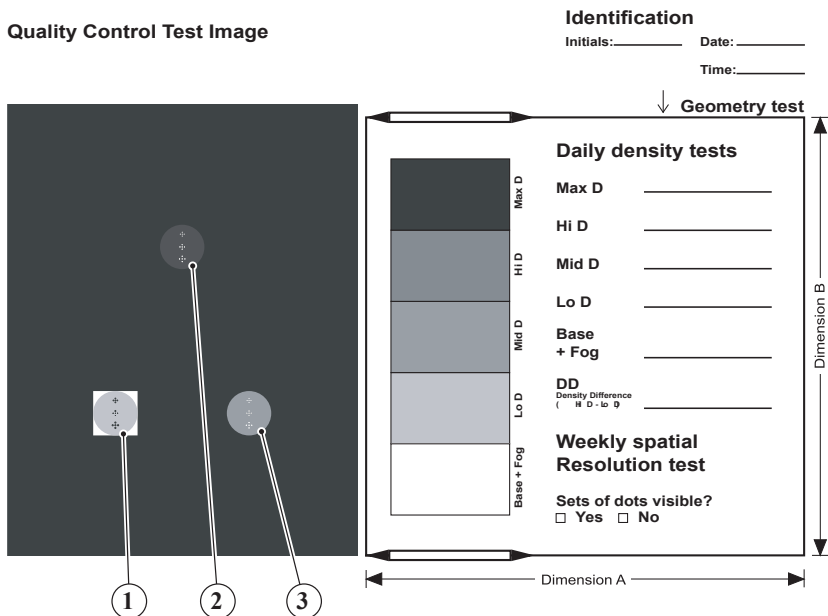 Quality Control Test Image
Identification
Initials: Date:
Time:
Geometry test
Daily density tests
Max D
Hi D
Mid D
Lo D
Base
+ Fog
DD
Density Difference
( Hi D - Lo D)
Weekly spatial
Resolution test
Sets of dots visible?
Yes No
Max D
Hi D
Mid D
Lo D
Base + Fog
Dimension B
Dimension A
1
2
3